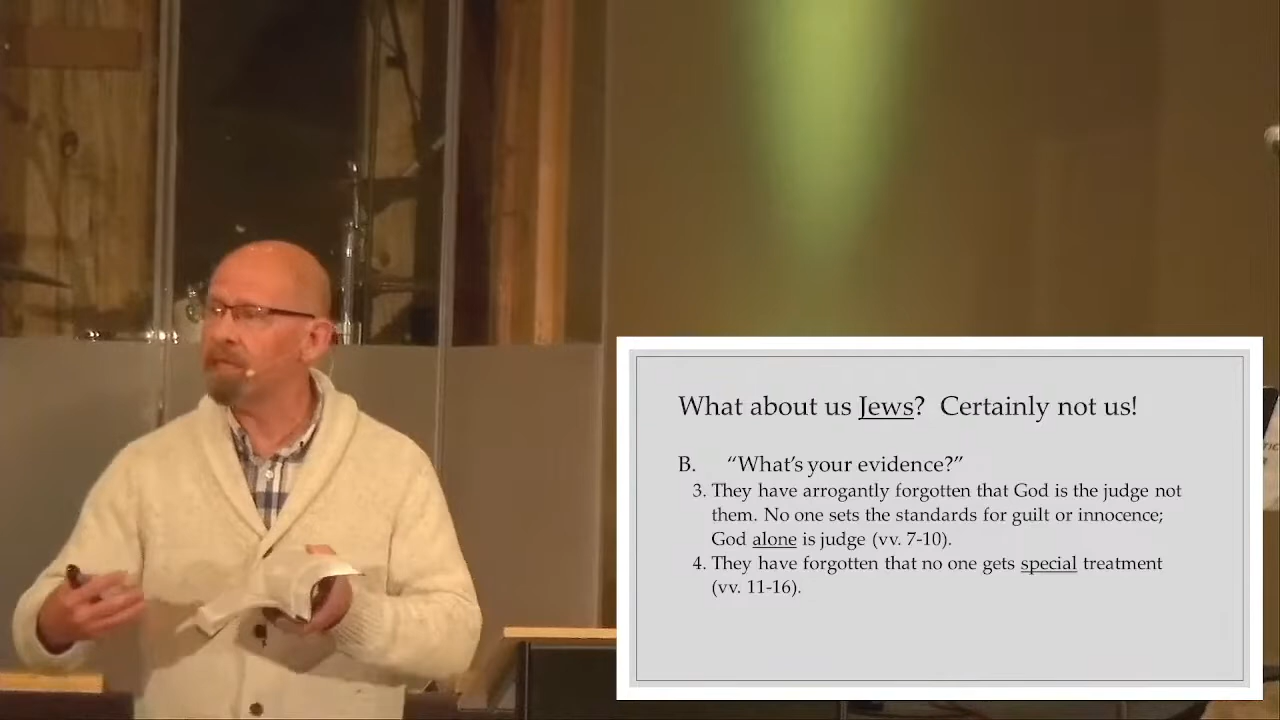 What about us Jews? Certainly not us!
B. “What’s your evidence?”
3. They have arrogantly forgotten that God is the judge not
them. No one sets the standards for guilt or innocence;
God alone is judge (vv. 7-10).
4. They have forgotten that no one gets special treatment
(vv. 11-16).